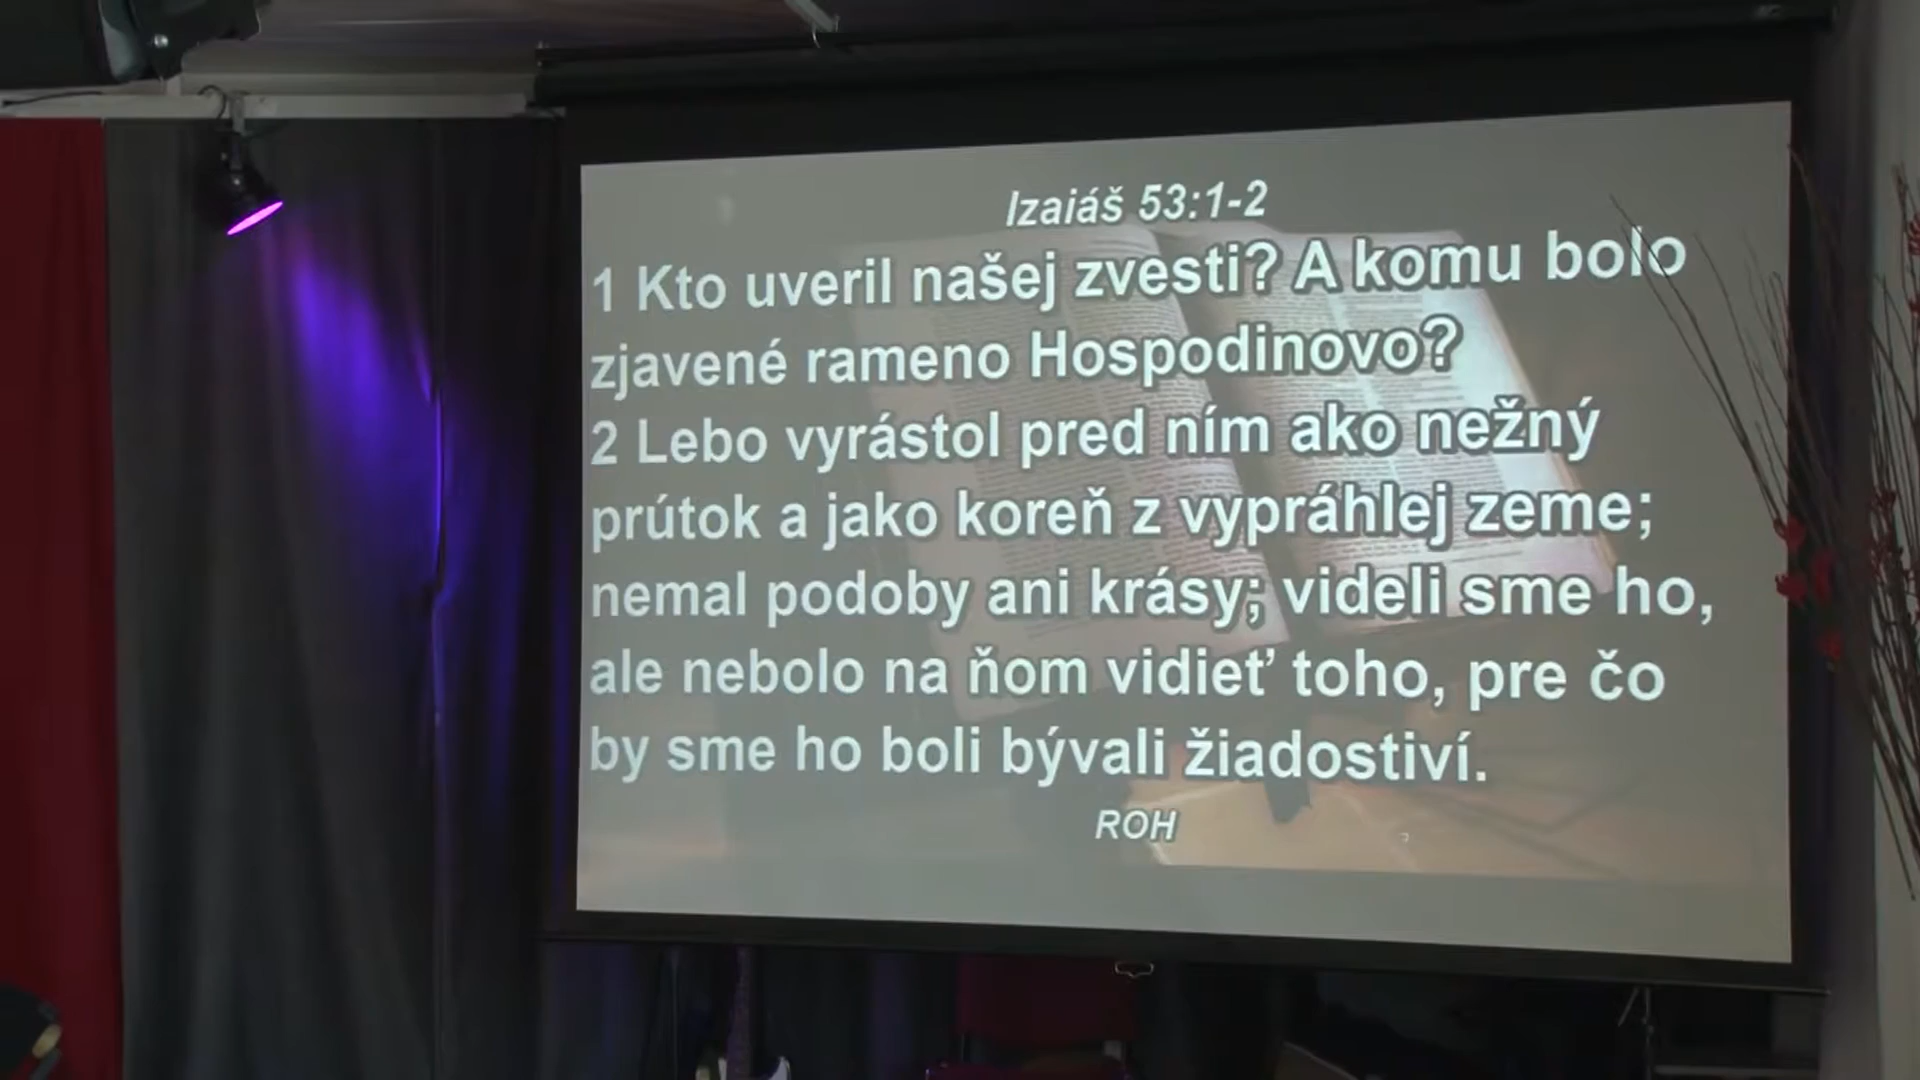 Izaiáš 53:1-2
1 Kto uveril našej zvesti? A komu bolo
zjavené rameno Hospodinovo?
2 Lebo vyrástol pred ním ako nežný
prútok a jako koreň z vypráhlej zeme;
nemal podoby ani krásy; videli sme ho,
ale nebolo na ňom vidieť toho, pre čo
by sme ho boli bývali žiadostiví.
ROH